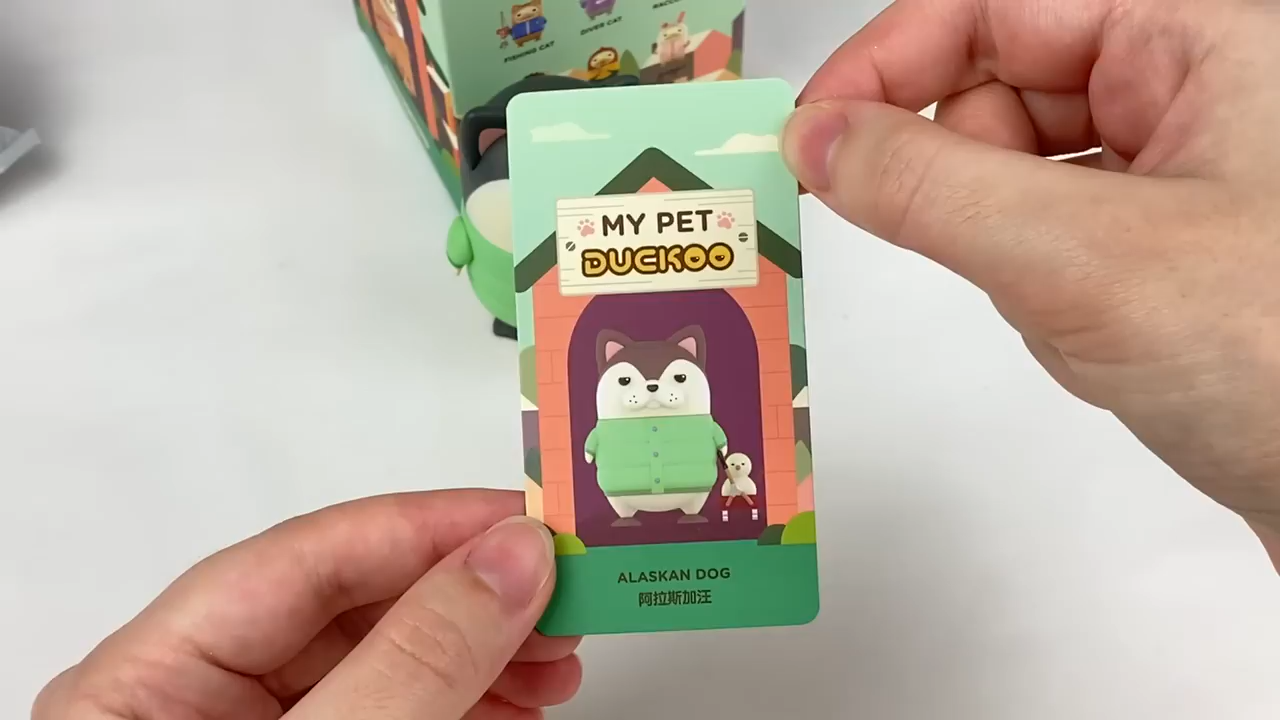 FISHING CAT
DIVER CAT
MY PET
DUCKOO
ALASKAN DOG
阿拉斯加汪